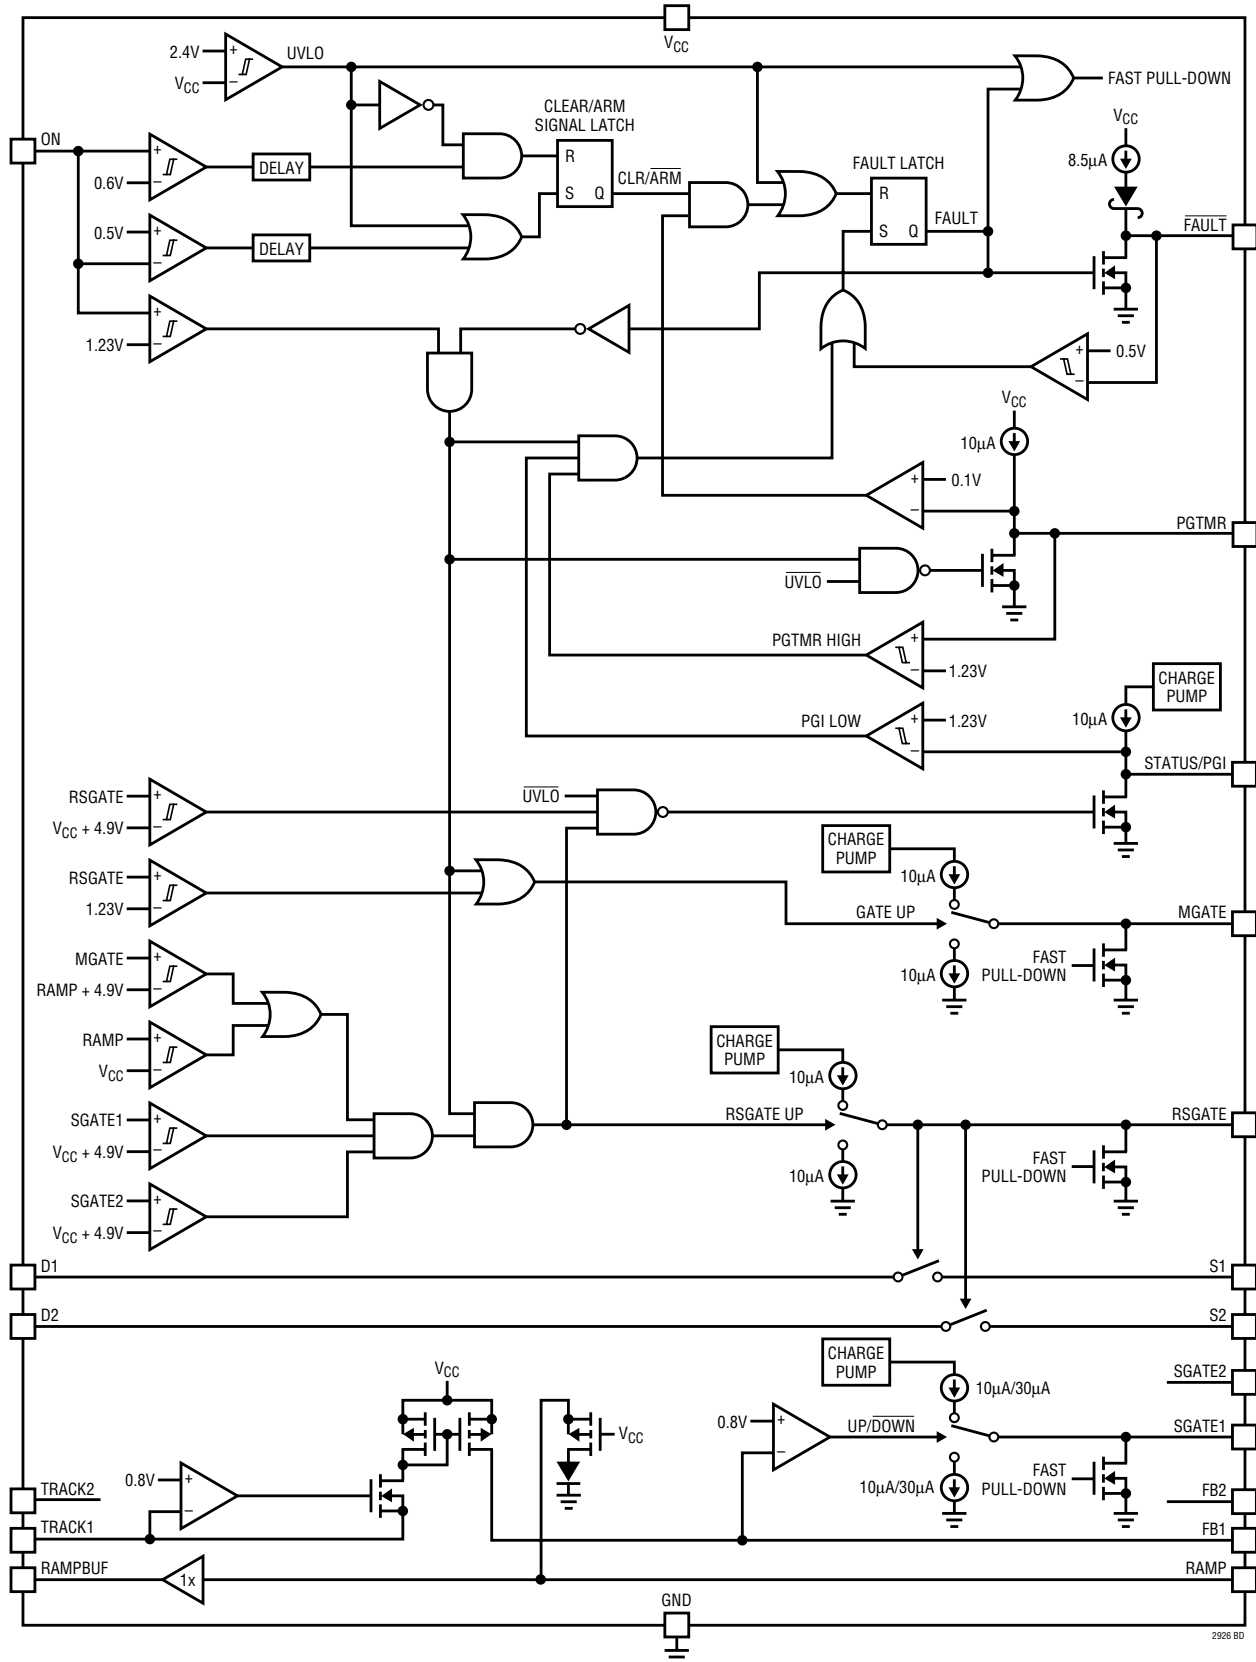 VCC
2.4V
+
UVLO
VCC
–
FAST PULL-DOWN
CLEAR/ARM
SIGNAL LATCH
VCC
ON
+
R
8.5µA
0.6V
–
DELAY
S Q
CLR/ARM
FAULT LATCH
R
S Q
FAULT
FAULT
0.5V
+
–
DELAY
+
1.23V
–
+
0.5V
–
VCC
10µA
+
0.1V
–
PGTMR
UVLO
PGTMR HIGH
+
–
1.23V
CHARGE
PUMP
10µA
PGI LOW
+
1.23V
–
STATUS/PGI
RSGATE
+
VCC + 4.9V
–
UVLO
CHARGE
PUMP
10µA
RSGATE
+
1.23V
–
GATE UP
MGATE
MGATE
+
RAMP + 4.9V
–
10µA
FAST
PULL-DOWN
RAMP
+
VCC
–
CHARGE
PUMP
10µA
SGATE1
+
VCC + 4.9V
–
RSGATE UP
RSGATE
10µA
FAST
PULL-DOWN
SGATE2
+
VCC + 4.9V
–
D1
S1
D2
S2
CHARGE
PUMP
10µA/30µA
SGATE2
VCC
0.8V
+
–
UP/DOWN
SGATE1
VCC
0.8V
+
–
10µA/30µA
FAST
PULL-DOWN
TRACK2
FB2
TRACK1
FB1
RAMPBUF
1x
RAMP
GND
2926 BD